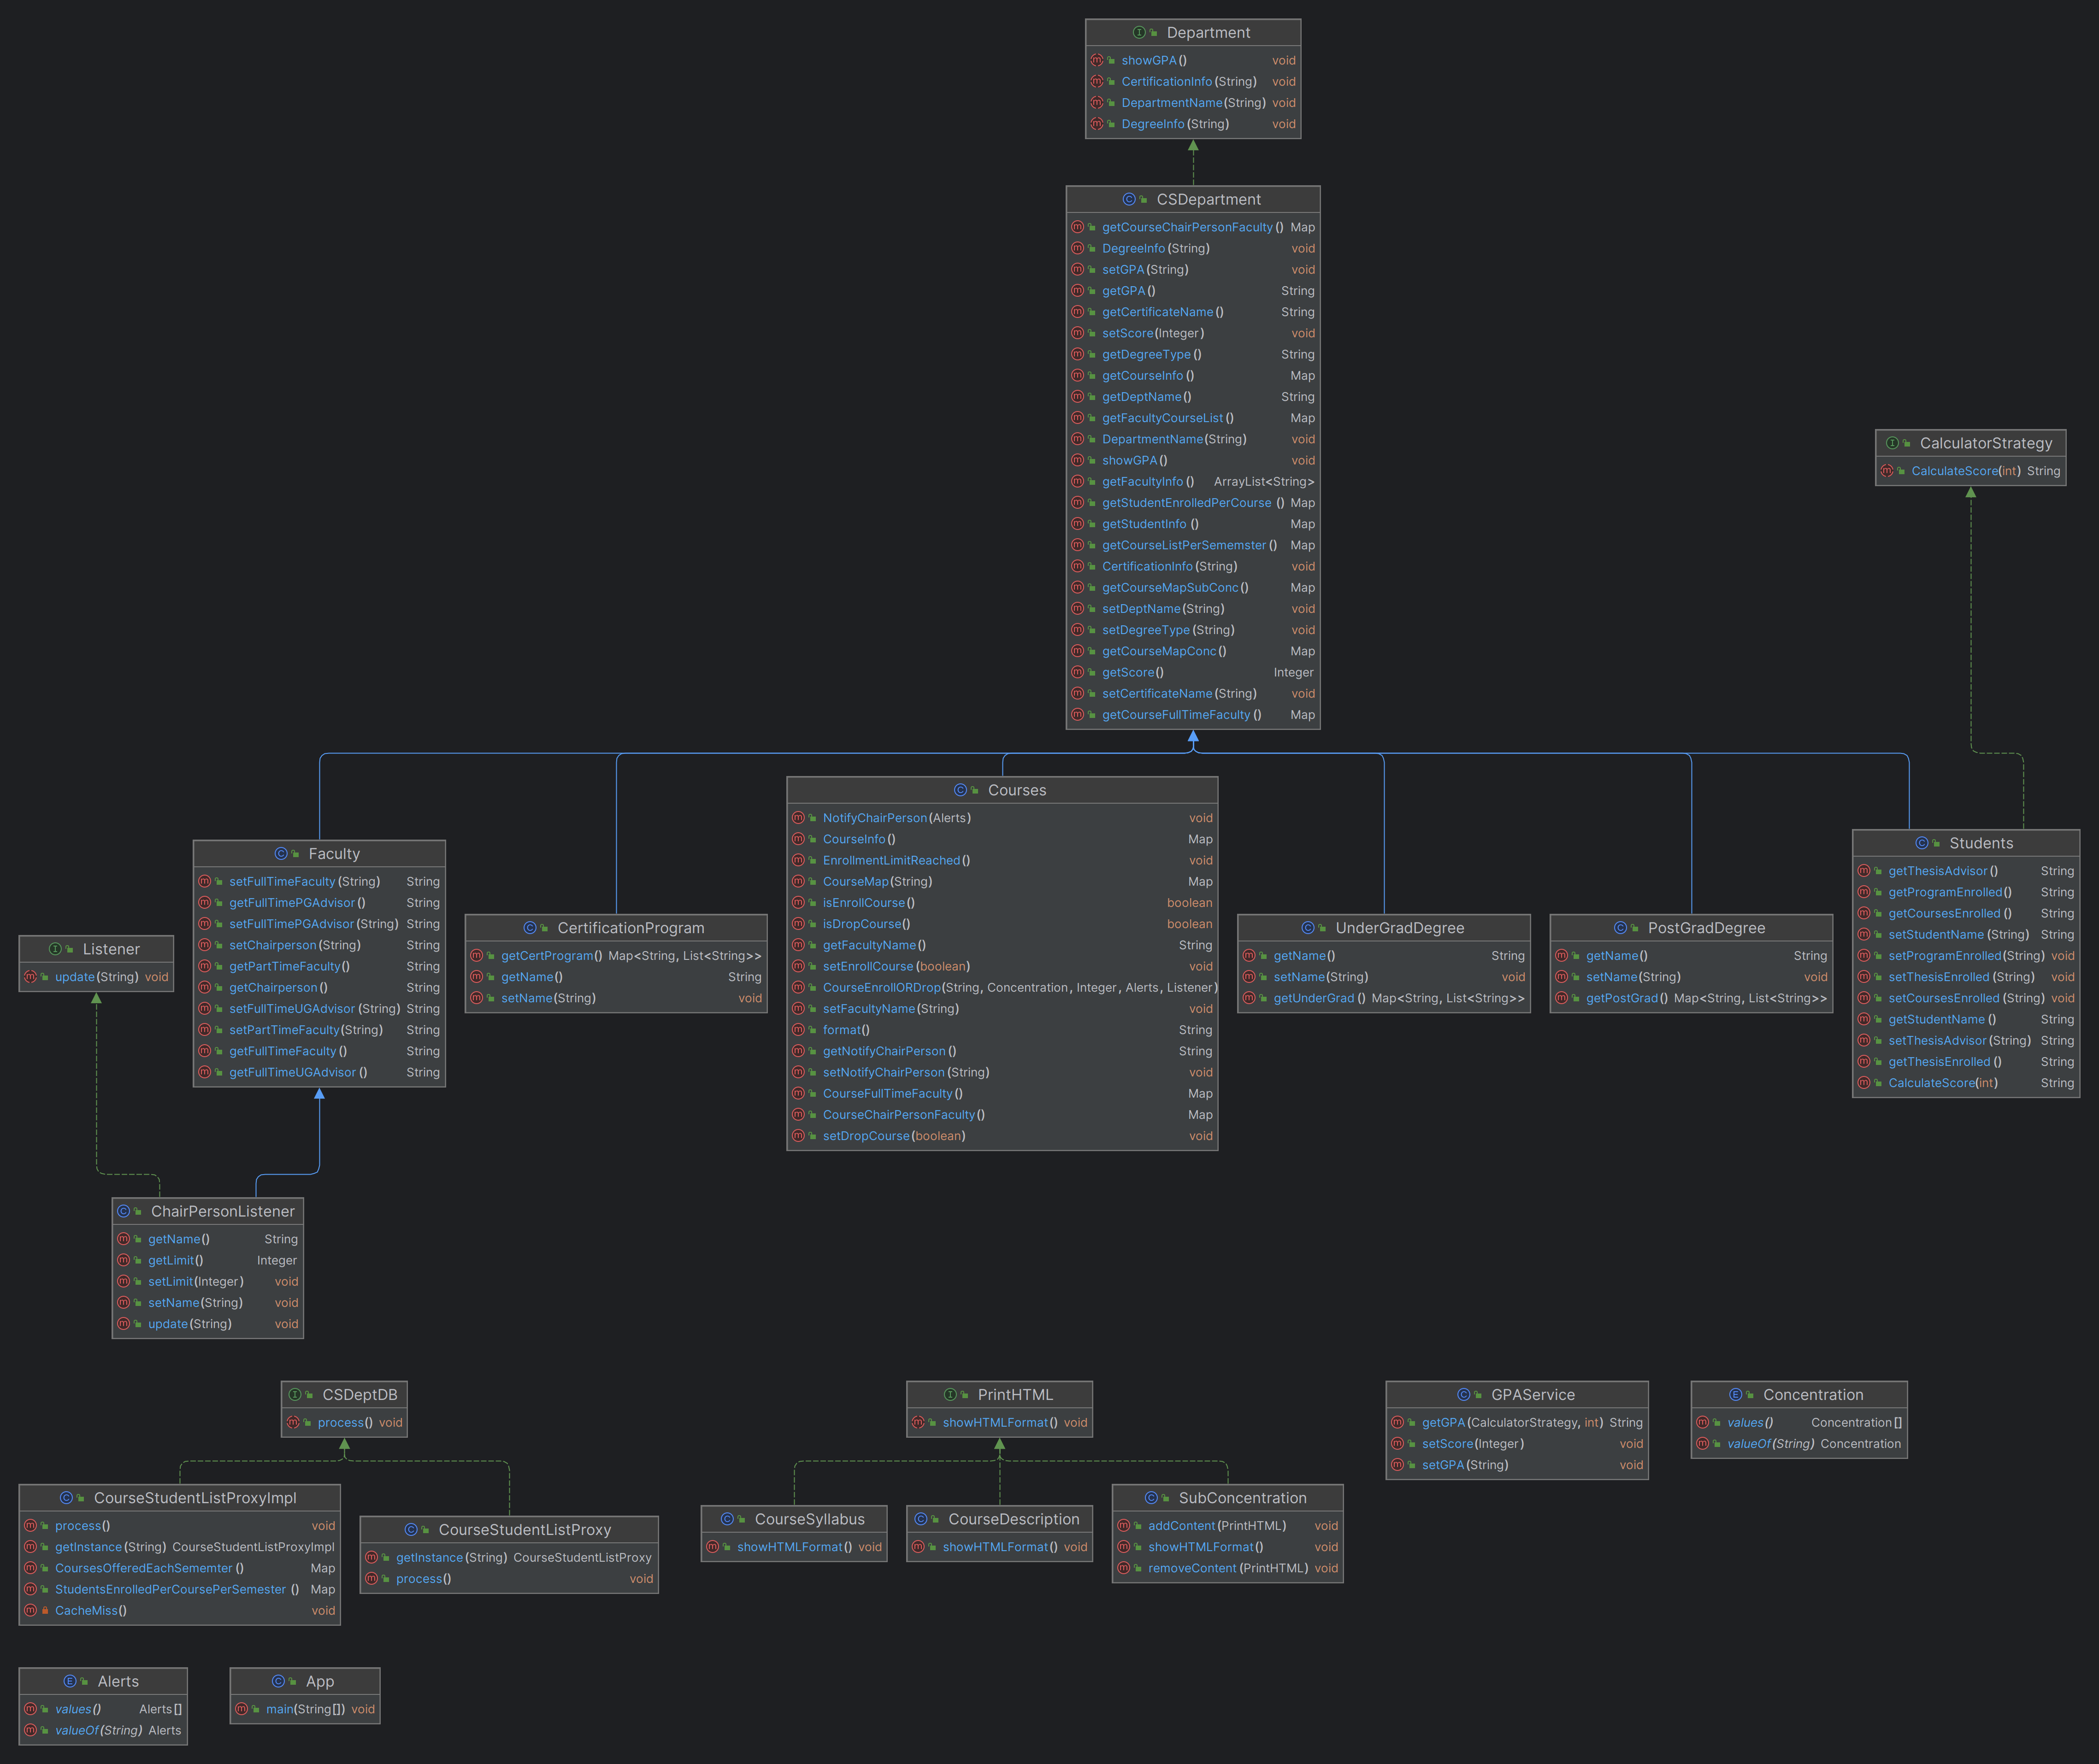 Department
showGPA() void
CertificationInfo(String) void
DepartmentName(String) void
DegreeInfo(String) void
CSDepartment
getCourseChairPersonFaculty() Map
DegreeInfo(String) void
setGPA(String) void
getGPA() String
getCertificateName() String
setScore(Integer) void
getDegreeType() String
getCourseInfo() Map
getDeptName() String
getFacultyCourseList() Map
DepartmentName(String) void
showGPA() void
getFacultyInfo() ArrayList<String>
getStudentEnrolledPerCourse() Map
getStudentInfo() Map
getCourseListPerSememster() Map
CertificationInfo(String) void
getCourseMapSubConc() Map
setDeptName(String) void
setDegreeType(String) void
getCourseMapConc() Map
getScore() Integer
setCertificateName(String) void
getCourseFullTimeFaculty() Map
CalculatorStrategy
CalculateScore(int) String
Faculty
setFullTimeFaculty(String) String
getFullTimePGAdvisor() String
setFullTimePGAdvisor(String) String
setChairperson(String) String
getPartTimeFaculty() String
getChairperson() String
setFullTimeUGAdvisor(String) String
setPartTimeFaculty(String) String
getFullTimeFaculty() String
getFullTimeUGAdvisor() String
Listener
update(String) void
CertificationProgram
getCertProgram() Map<String, List<String>>
getName() String
setName(String) void
Courses
NotifyChairPerson(Alerts) void
CourseInfo() Map
EnrollmentLimitReached() void
CourseMap(String) Map
isEnrollCourse() boolean
isDropCourse() boolean
getFacultyName() String
setEnrollCourse(boolean) void
CourseEnrollORDrop(String, Concentration, Integer, Alerts, Listener)
setFacultyName(String) void
format() String
getNotifyChairPerson() String
setNotifyChairPerson(String) void
CourseFullTimeFaculty() Map
CourseChairPersonFaculty() Map
setDropCourse(boolean) void
UnderGradDegree
getName() String
setName(String) void
getUnderGrad() Map<String, List<String>>
PostGradDegree
getName() String
setName(String) void
getPostGrad() Map<String, List<String>>
Students
getThesisAdvisor() String
getProgramEnrolled() String
getCoursesEnrolled() String
setStudentName(String) String
setProgramEnrolled(String) void
setThesisEnrolled(String) void
setCoursesEnrolled(String) void
getStudentName() String
setThesisAdvisor(String) String
getThesisEnrolled() String
CalculateScore(int) String
ChairPersonListener
getName() String
getLimit() Integer
setLimit(Integer) void
setName(String) void
update(String) void
CSDeptDB
process() void
PrintHTML
showHTMLFormat() void
GPAService
getGPA(CalculatorStrategy, int) String
setScore(Integer) void
setGPA(String) void
Concentration
values() Concentration[]
valueOf(String) Concentration
CourseStudentListProxyImpl
process() void
getInstance(String) CourseStudentListProxyImpl
CoursesOfferedEachSememter() Map
StudentsEnrolledPerCoursePerSemester() Map
CacheMiss() void
CourseStudentListProxy
getInstance(String) CourseStudentListProxy
process() void
CourseSyllabus
showHTMLFormat() void
CourseDescription
showHTMLFormat() void
SubConcentration
addContent(PrintHTML) void
showHTMLFormat() void
removeContent(PrintHTML) void
Alerts
values() Alerts[]
valueOf(String) Alerts
App
main(String[]) void